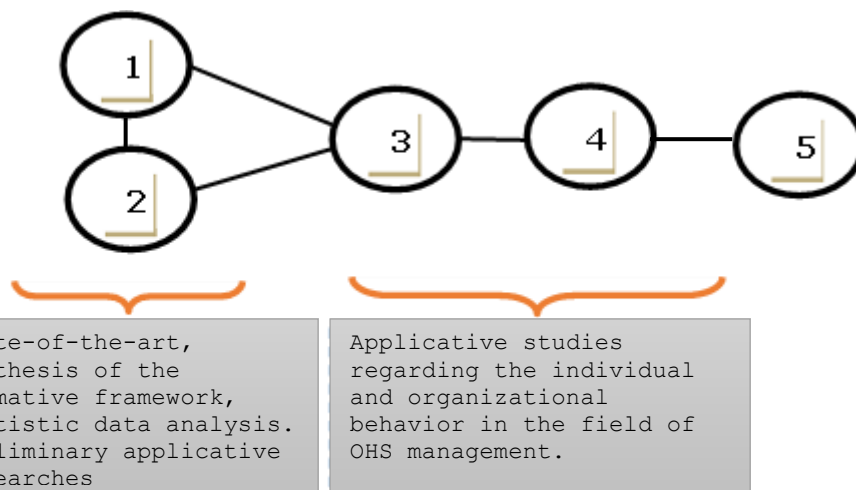 1
2
3
4
5
te-of-the-art,
thesis of the
mative framework,
tistic data analysis.
liminary applicative
earches
Applicative studies
regarding the individual
and organizational
behavior in the field of
OHS management.